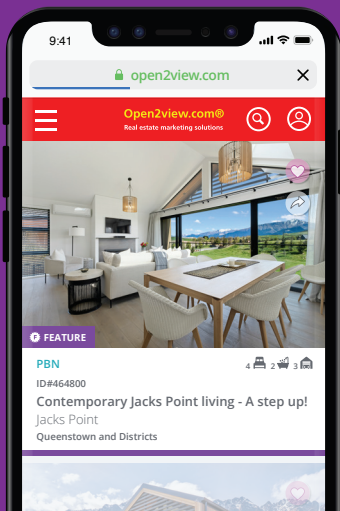 9:41
open2view.com
Open2view.com®
Real estate marketing solutions
FEATURE
PBN
4 2 3
ID#464800
Contemporary Jacks Point living - A step up!
Jacks Point
Queenstown and Districts